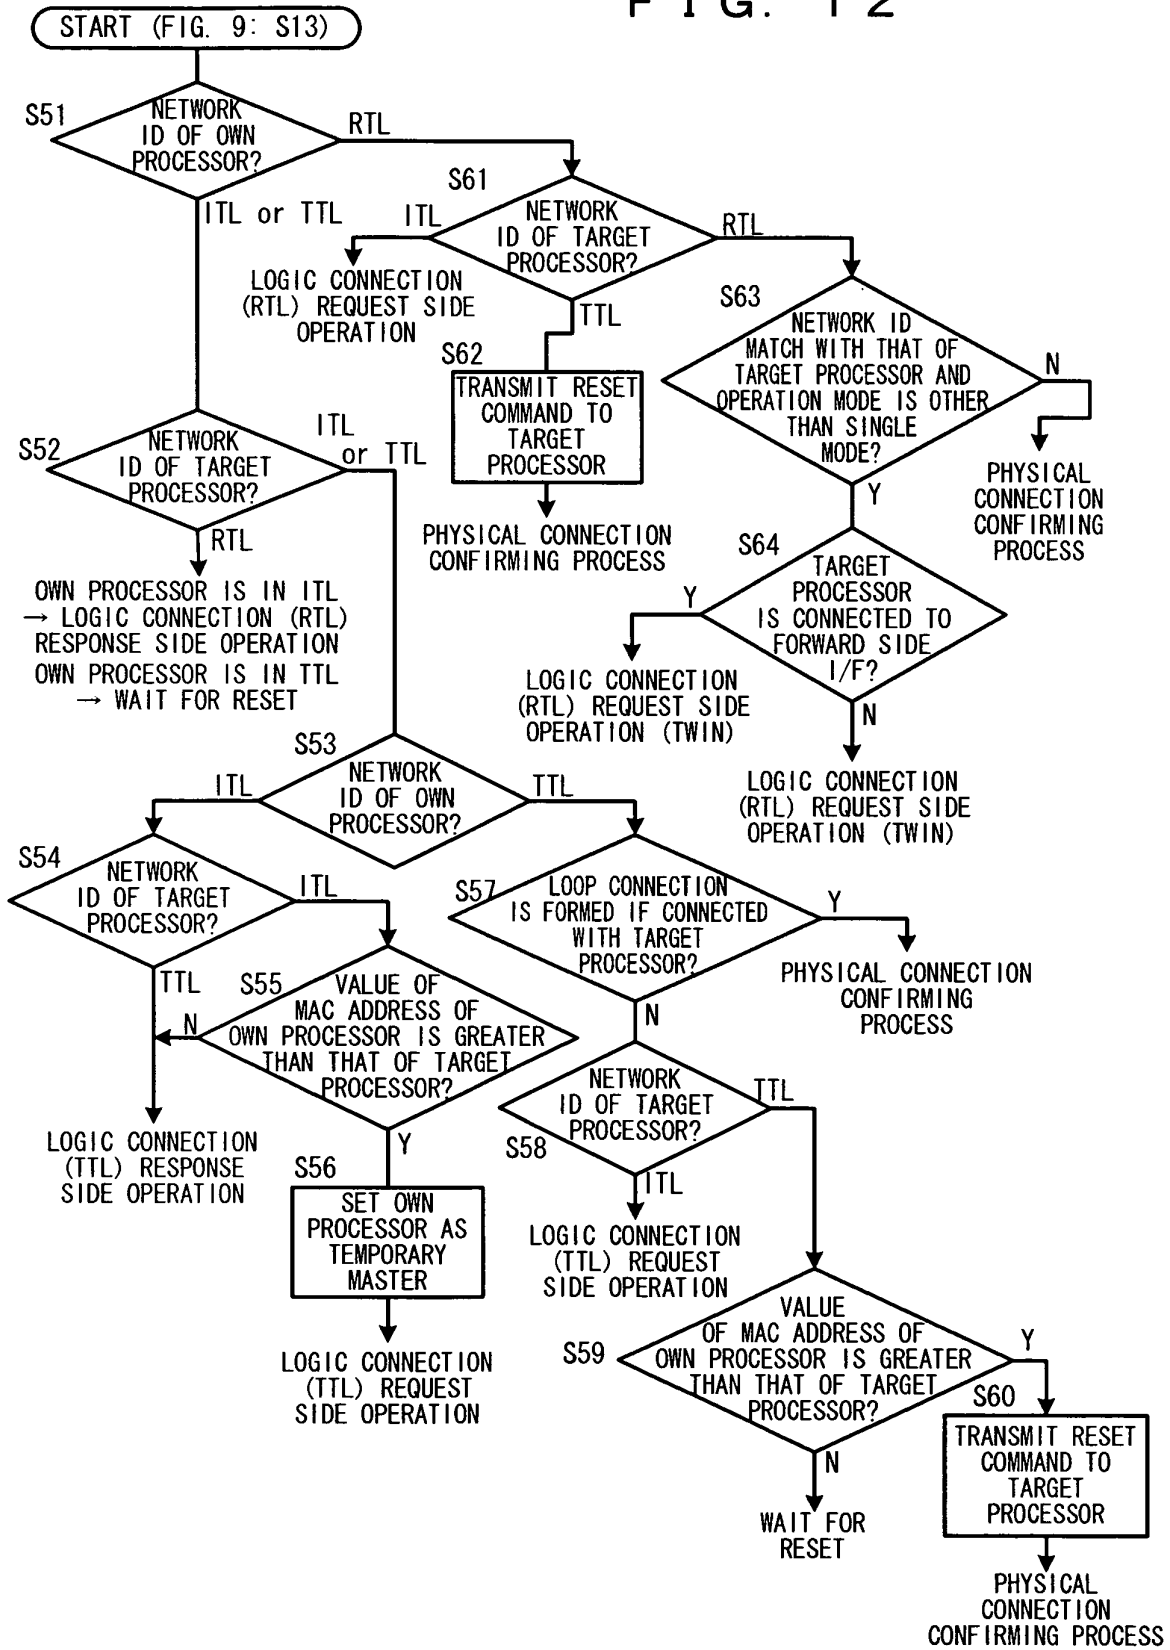 FIG. 12
START (FIG. 9: S13)
S51
NETWORK
ID OF OWN
PROCESSOR?
RTL
ITL or TTL
S61
NETWORK
ID OF TARGET
PROCESSOR?
ITL
RTL
TTL
LOGIC CONNECTION
(RTL) REQUEST SIDE
OPERATION
S62
TRANSMIT RESET
COMMAND TO
TARGET
PROCESSOR
PHYSICAL CONNECTION
CONFIRMING PROCESS
S63
NETWORK ID
MATCH WITH THAT OF
TARGET PROCESSOR AND
OPERATION MODE IS OTHER
THAN SINGLE
MODE?
N
PHYSICAL
CONNECTION
CONFIRMING
PROCESS
Y
S64
TARGET
PROCESSOR
IS CONNECTED TO
FORWARD SIDE
I/F?
Y
LOGIC CONNECTION
(RTL) REQUEST SIDE
OPERATION (TWIN)
N
LOGIC CONNECTION
(RTL) REQUEST SIDE
OPERATION (TWIN)
S52
NETWORK
ID OF TARGET
PROCESSOR?
ITL
or TTL
RTL
OWN PROCESSOR IS IN ITL
→ LOGIC CONNECTION (RTL)
RESPONSE SIDE OPERATION
OWN PROCESSOR IS IN TTL
→ WAIT FOR RESET
S53
NETWORK
ID OF OWN
PROCESSOR?
ITL
TTL
S54
NETWORK
ID OF TARGET
PROCESSOR?
ITL
TTL
S55
VALUE OF
MAC ADDRESS OF
OWN PROCESSOR IS GREATER
THAN THAT OF TARGET
PROCESSOR?
N
Y
LOGIC CONNECTION
(TTL) RESPONSE
SIDE OPERATION
S56
SET OWN
PROCESSOR AS
TEMPORARY
MASTER
LOGIC CONNECTION
(TTL) REQUEST
SIDE OPERATION
S57
LOOP CONNECTION
IS FORMED IF CONNECTED
WITH TARGET
PROCESSOR?
Y
PHYSICAL CONNECTION
CONFIRMING
PROCESS
N
S58
NETWORK
ID OF TARGET
PROCESSOR?
TTL
ITL
LOGIC CONNECTION
(TTL) REQUEST
SIDE OPERATION
S59
VALUE
OF MAC ADDRESS OF
OWN PROCESSOR IS GREATER
THAN THAT OF TARGET
PROCESSOR?
Y
N
WAIT FOR
RESET
S60
TRANSMIT RESET
COMMAND TO
TARGET
PROCESSOR
PHYSICAL
CONNECTION
CONFIRMING PROCESS